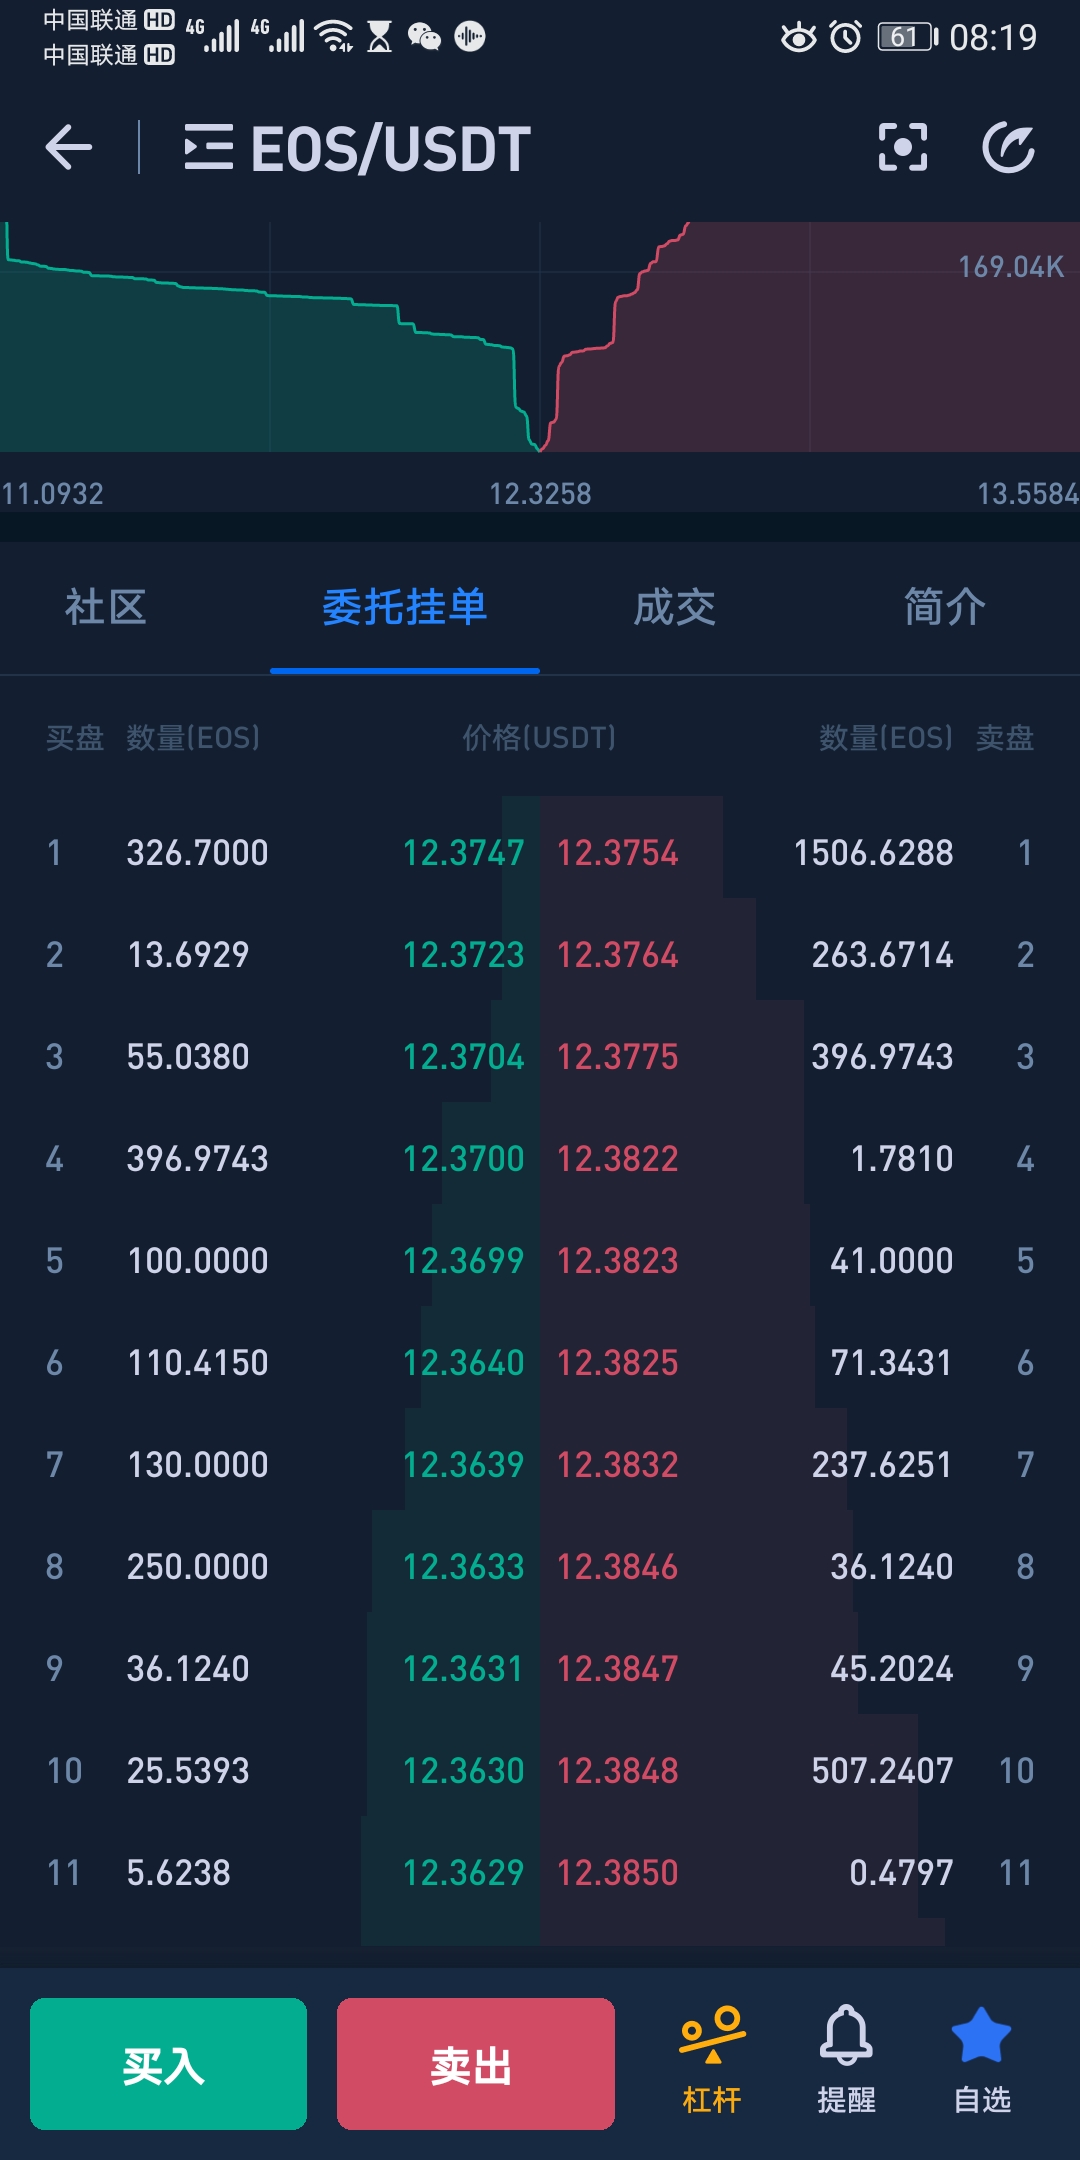 中国联通 HD 4G 4G 61 08:19
中国联通 HD
EOS/USDT
169.04K
11.0932 12.3258 13.5584
社区 委托挂单 成交 简介
买盘 数量(EOS) 价格(USDT) 数量(EOS) 卖盘
1 326.7000 12.3747 12.3754 1506.6288 1
2 13.6929 12.3723 12.3764 263.6714 2
3 55.0380 12.3704 12.3775 396.9743 3
4 396.9743 12.3700 12.3822 1.7810 4
5 100.0000 12.3699 12.3823 41.0000 5
6 110.4150 12.3640 12.3825 71.3431 6
7 130.0000 12.3639 12.3832 237.6251 7
8 250.0000 12.3633 12.3846 36.1240 8
9 36.1240 12.3631 12.3847 45.2024 9
10 25.5393 12.3630 12.3848 507.2407 10
11 5.6238 12.3629 12.3850 0.4797 11
买入 卖出 杠杆 提醒 自选